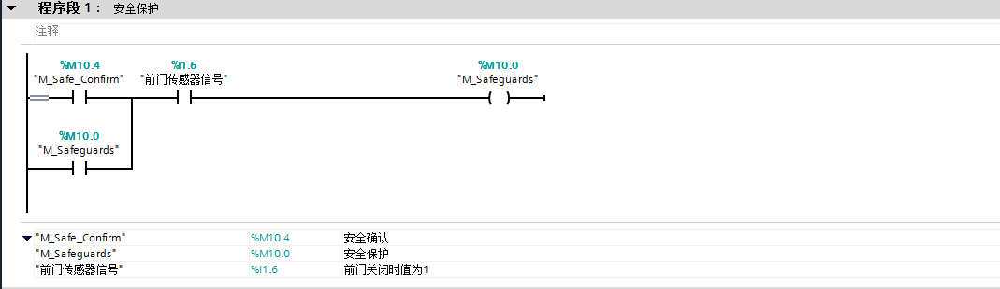 程序段 1： 安全保护
注释
%M10.4 %I1.6 %M10.0
"M_Safe_Confirm" "前门传感器信号" "M_Safeguards"
%M10.0
"M_Safeguards"
"M_Safe_Confirm" %M10.4 安全确认
"M_Safeguards" %M10.0 安全保护
"前门传感器信号" %I1.6 前门关闭时值为1